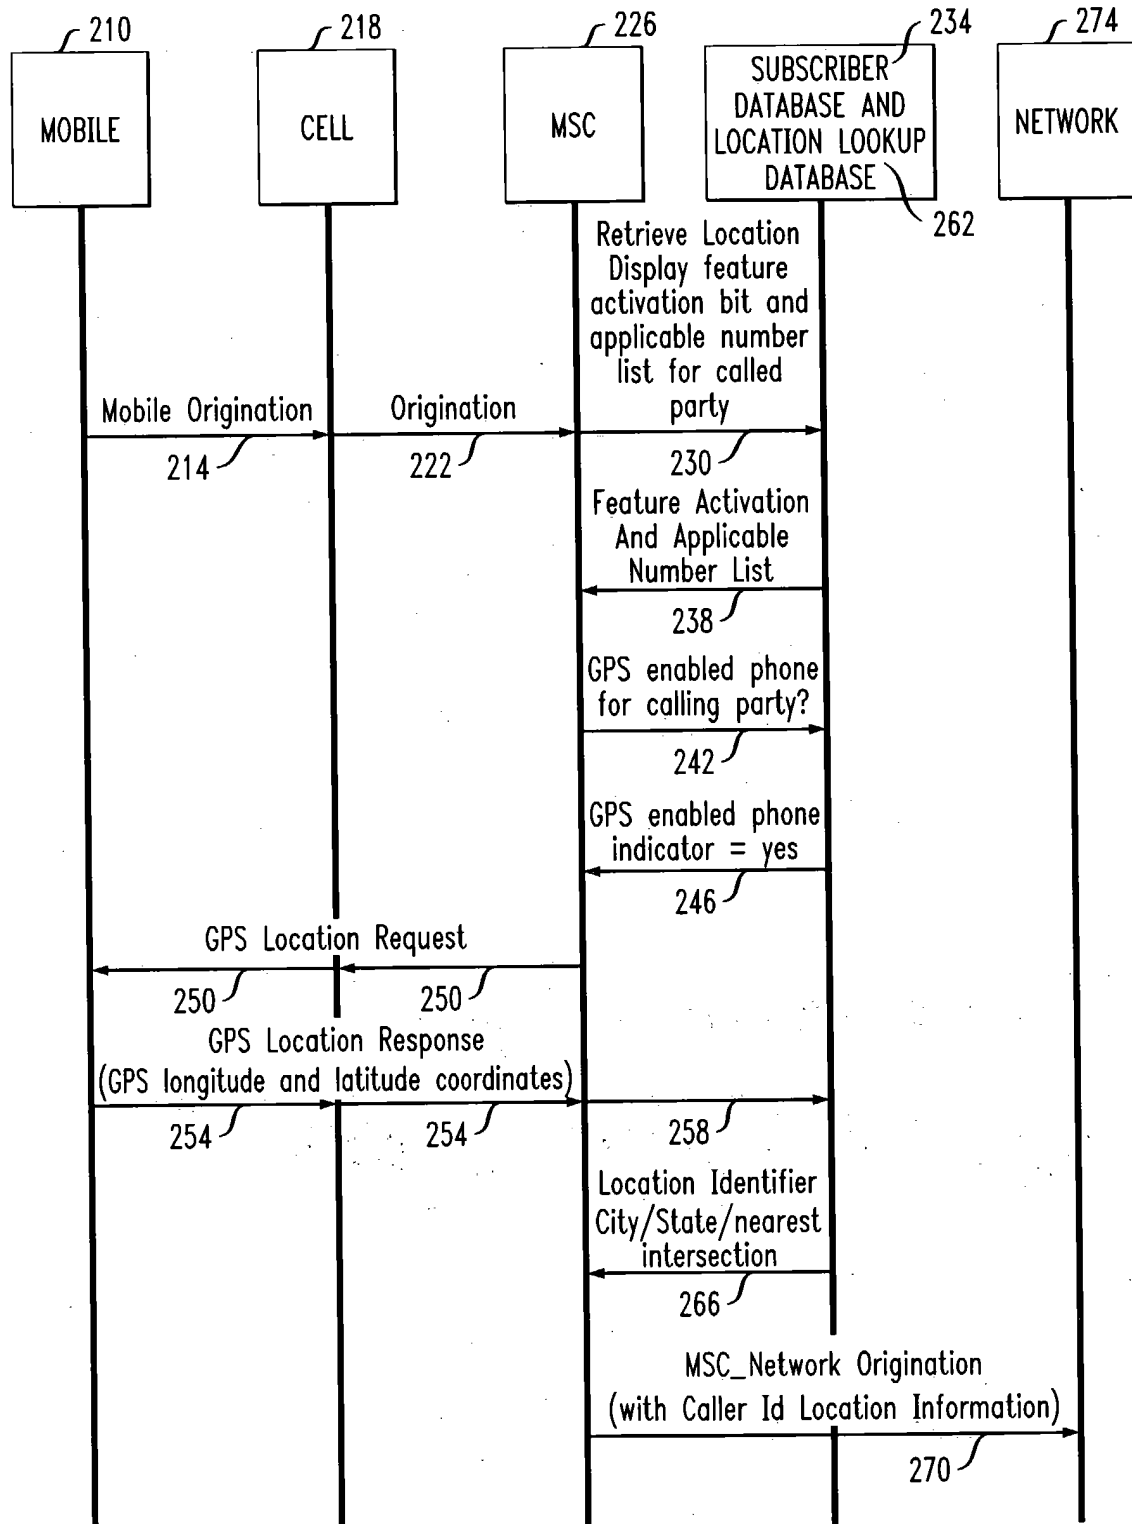 210
218
226
234
274
MOBILE
CELL
MSC
SUBSCRIBER
DATABASE AND
LOCATION LOOKUP
DATABASE
NETWORK
262
Retrieve Location
Display feature
activation bit and
applicable number
list for called
party
Mobile Origination
Origination
214
222
230
Feature Activation
And Applicable
Number List
238
GPS enabled phone
for calling party?
242
GPS enabled phone
indicator = yes
246
GPS Location Request
250
250
GPS Location Response
(GPS longitude and latitude coordinates)
254
254
258
Location Identifier
City/State/nearest
intersection
266
MSC_Network Origination
(with Caller Id Location Information)
270